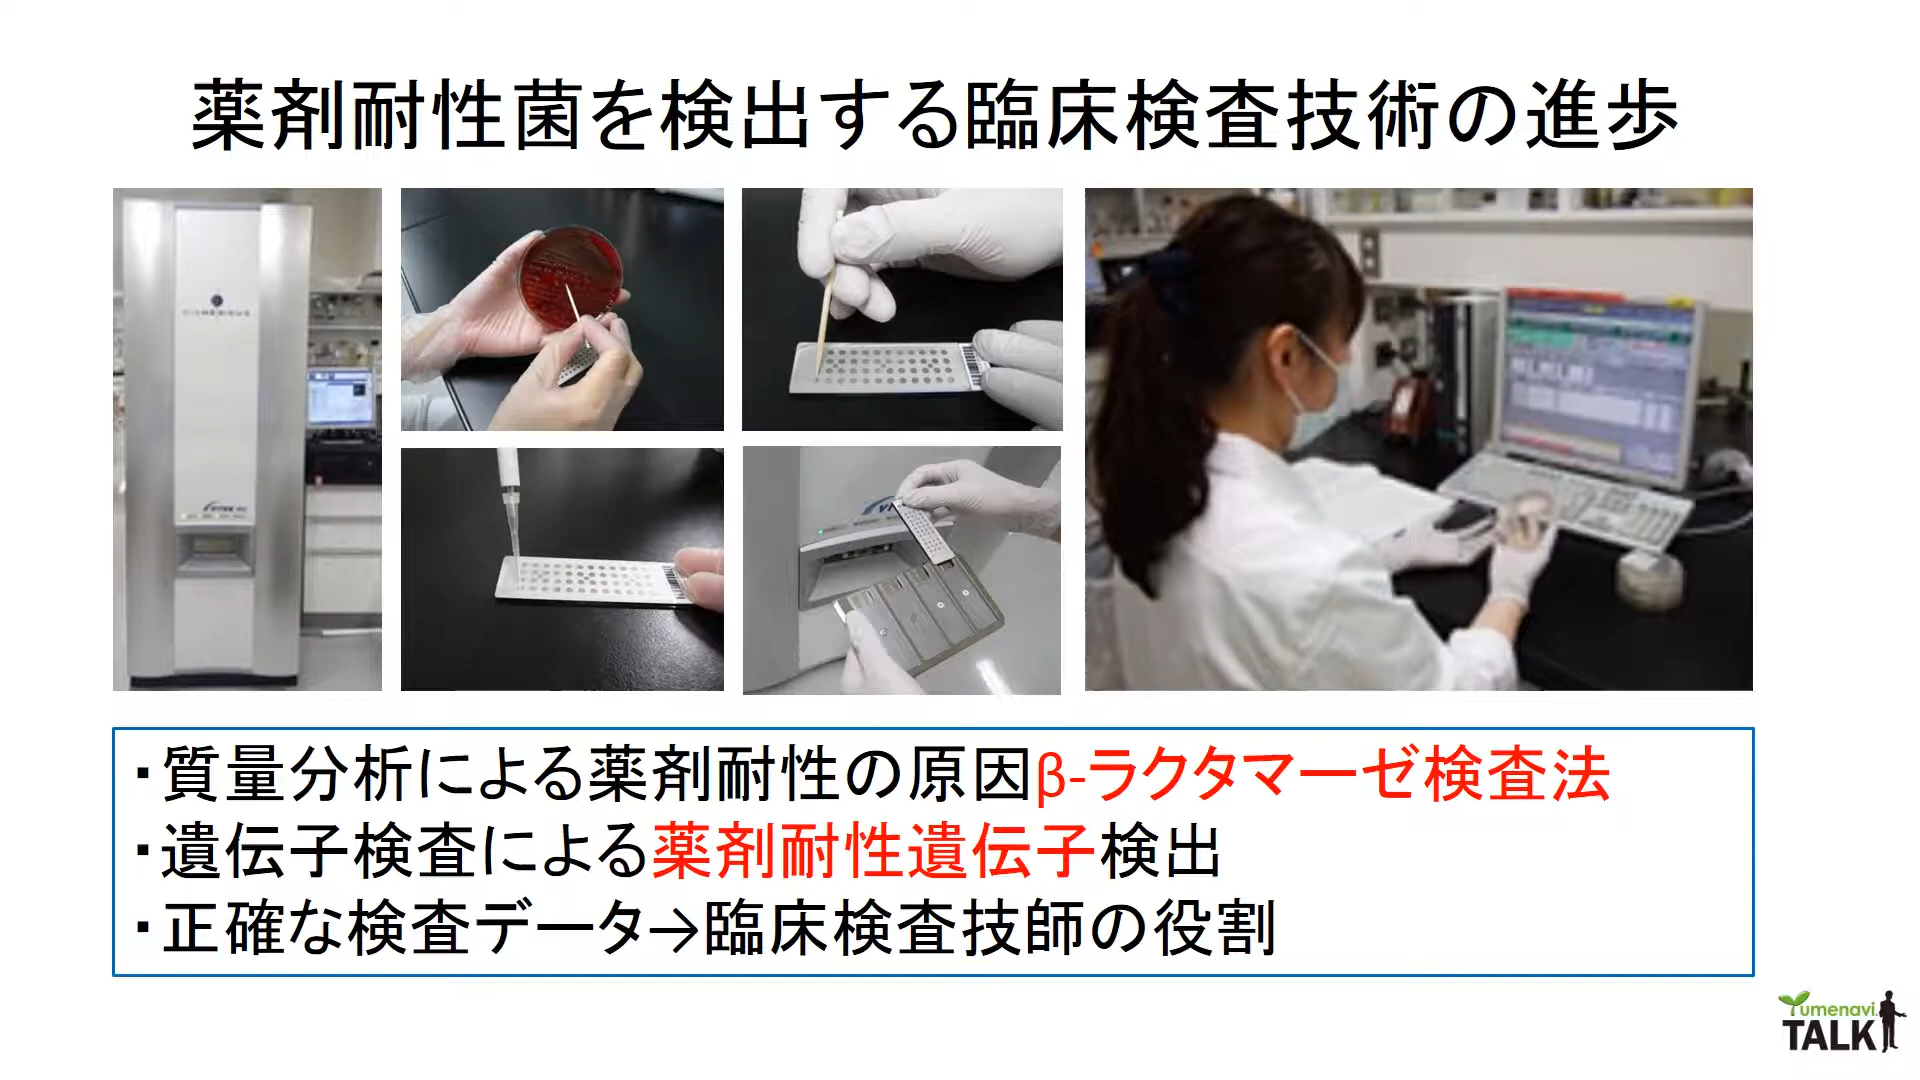 薬剤耐性菌を検出する臨床検査技術の進歩
・質量分析による薬剤耐性の原因β-ラクタマーゼ検査法
・遺伝子検査による薬剤耐性遺伝子検出
・正確な検査データ→臨床検査技師の役割
Yumenavi
TALK